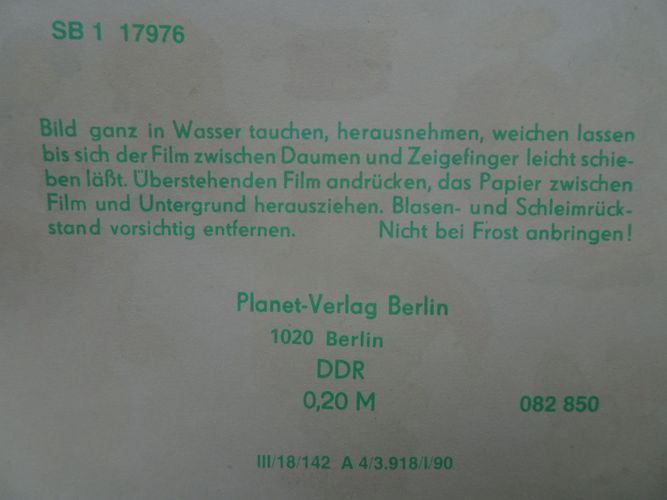 SB 1 17976
Bild ganz in Wasser tauchen, herausnehmen, weichen lassen
bis sich der Film zwischen Daumen und Zeigefinger leicht schie-
ben läßt. Überstehenden Film andrücken, das Papier zwischen
Film und Untergrund herausziehen. Blasen- und Schleimrück-
stand vorsichtig entfernen. Nicht bei Frost anbringen!
Planet-Verlag Berlin
1020 Berlin
DDR
0,20 M 082 850
III/18/142 A 4/3.918/I/90